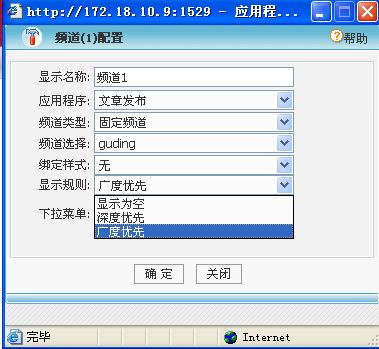 http://172.18.10.9:1529 - 应用程...
频道(1)配置
帮助
显示名称: 频道1
应用程序: 文章发布
频道类型: 固定频道
频道选择: guding
绑定样式: 无
显示规则: 广度优先
显示为空
深度优先
下拉菜单:
广度优先
确 定 关闭
完毕 Internet